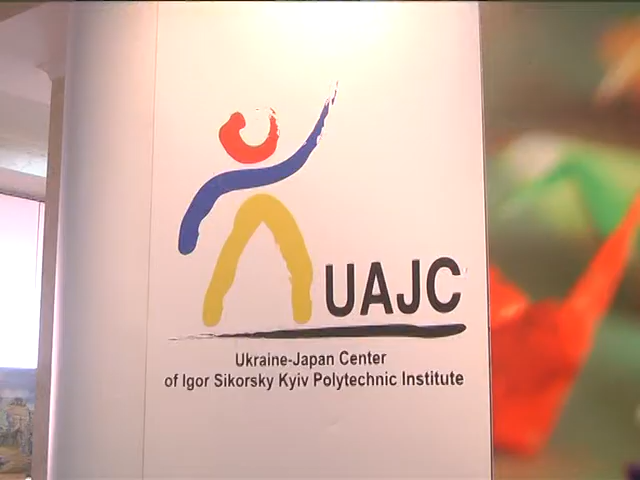 UAJC
Ukraine-Japan Center
of Igor Sikorsky Kyiv Polytechnic Institute